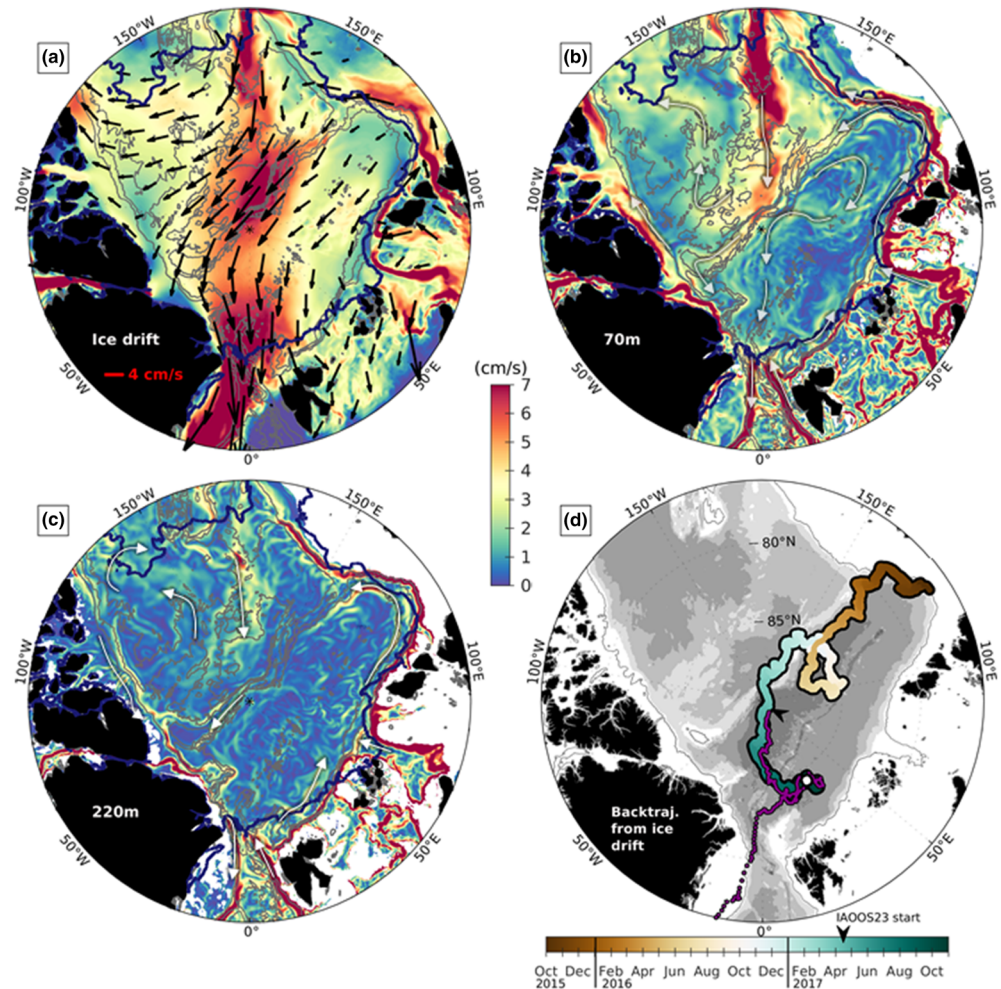 (a)
150°W
150°E
100°W
100°E
Ice drift
4 cm/s
50°W
50°E
0°
(b)
150°W
150°E
100°W
100°E
70m
50°W
50°E
0°
(cm/s)
7
6
5
4
3
2
1
0
(c)
150°W
150°E
100°W
100°E
220m
50°W
50°E
0°
(d)
150°W
150°E
80°N
85°N
100°W
100°E
Backtraj.
from ice
drift
50°W
50°E
0°
IAOOS23 start
Oct Dec Feb Apr Jun Aug Oct Dec Feb Apr Jun Aug Oct
2015 2016 2017